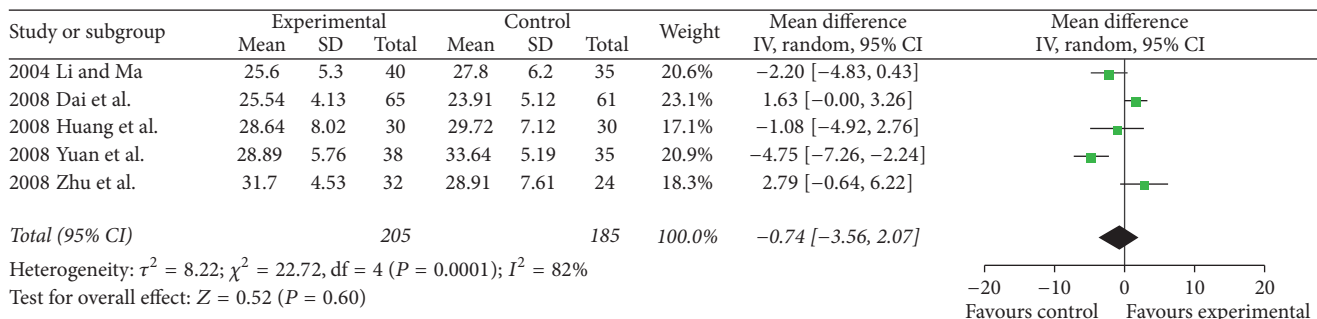 Study or subgroup Experimental Control Weight Mean difference Mean difference
Mean SD Total Mean SD Total IV, random, 95% CI IV, random, 95% CI
2004 Li and Ma 25.6 5.3 40 27.8 6.2 35 20.6% −2.20 [−4.83, 0.43]
2008 Dai et al. 25.54 4.13 65 23.91 5.12 61 23.1% 1.63 [−0.00, 3.26]
2008 Huang et al. 28.64 8.02 30 29.72 7.12 30 17.1% −1.08 [−4.92, 2.76]
2008 Yuan et al. 28.89 5.76 38 33.64 5.19 35 20.9% −4.75 [−7.26, −2.24]
2008 Zhu et al. 31.7 4.53 32 28.91 7.61 24 18.3% 2.79 [−0.64, 6.22]
Total (95% CI) 205 185 100.0% −0.74 [−3.56, 2.07]
Heterogeneity: τ² = 8.22; χ² = 22.72, df = 4 (P = 0.0001); I² = 82%
Test for overall effect: Z = 0.52 (P = 0.60)
−20 −10 0 10 20
Favours control Favours experimental